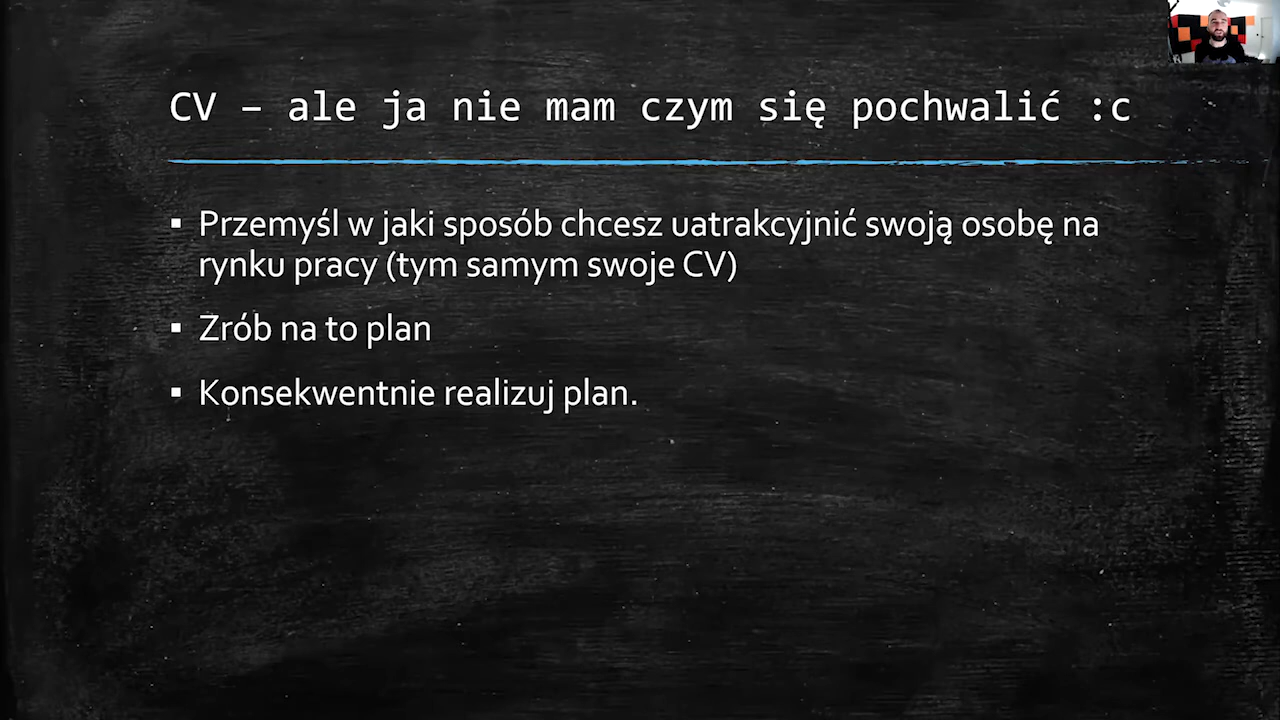 CV – ale ja nie mam czym się pochwalić :c
▪ Przemyśl w jaki sposób chcesz uatrakcyjnić swoją osobę na
rynku pracy (tym samym swoje CV)
▪ Zrób na to plan
▪ Konsekwentnie realizuj plan.